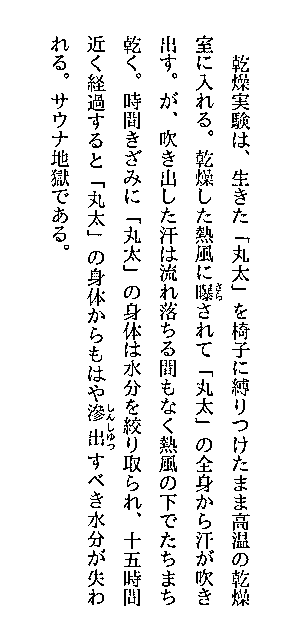 乾燥実験は、生きた「丸太」を椅子に縛りつけたまま高温の乾燥
室に入れる。乾燥した熱風に曝されて「丸太」の全身から汗が吹き
出す。が、吹き出した汗は流れ落ちる間もなく熱風の下でたちまち
乾く。時間きざみに「丸太」の身体は水分を絞り取られ、十五時間
近く経過すると「丸太」の身体からもはや滲出すべき水分が失わ
れる。サウナ地獄である。